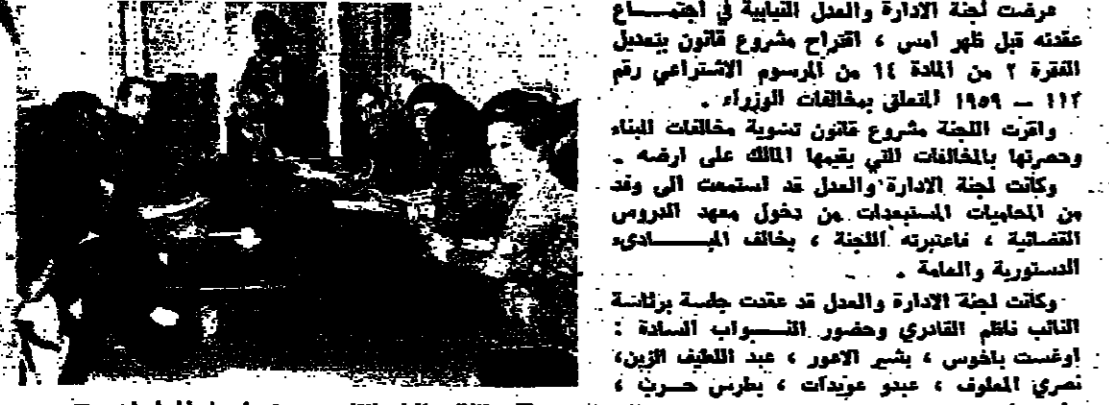 عرضت لجنة الادارة والعدل النيابية في اجتمـــاع
عقدته قبل ظهر امس ، اقتراح مشروع قانون بتعديل
الفقرة ٢ من المادة ١٤ من المرسوم الاشتراعي رقم
١١٢ — ١٩٥٩ المتعلق بمخالفات الوزراء .
واقرت اللجنة مشروع قانون تسوية مخالفات البناء
وحصرتها بالمخالفات التي يقيمها المالك على ارضه .
وكانت لجنة الادارة والعدل قد استمعت الى وفد
من المحاميات المستبعدات من دخول معهد الدروس
القضائية ، فاعتبرته اللجنة ، يخالف المبـــادىء
الدستورية والعامة .
وكانت لجنة الادارة والعدل قد عقدت جلسة برئاسة
النائب ناظم القادري وحضور النـــواب السادة :
اوغست باخوس ، بشير الاعور ، عبد اللطيف الزين،
نصري المعلوف ، عبدو عويدات ، بطرس حـــرب ،